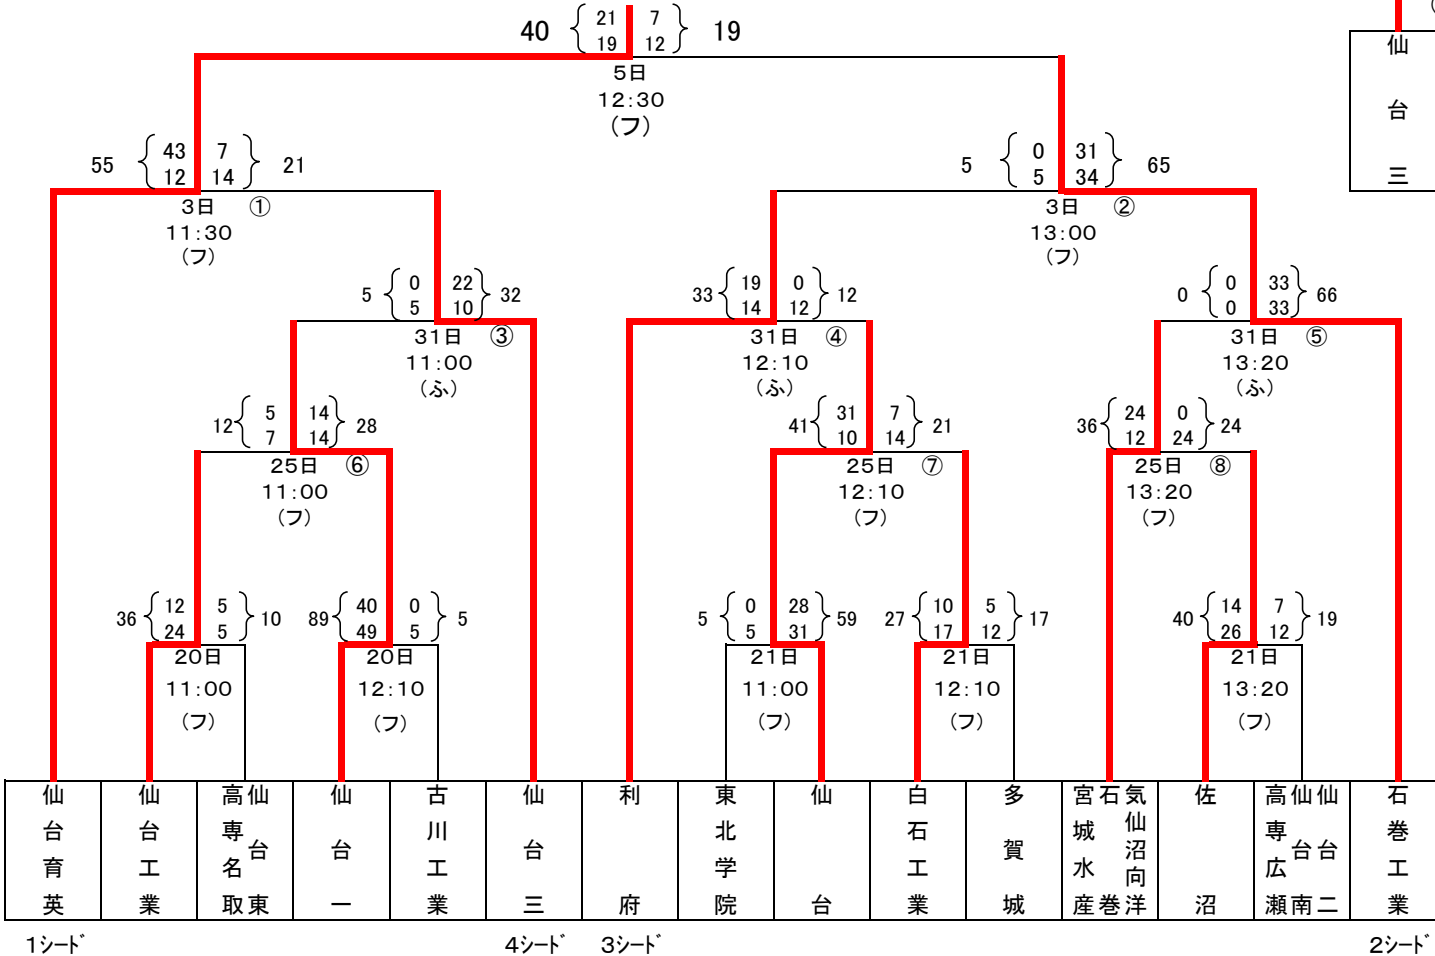 40 21 7 19
19 12
5日
12:30
(フ)
仙台三
55 43 7 21
12 14
3日 ①
11:30
(フ)
5 0 31 65
5 34
3日 ②
13:00
(フ)
5 0 22 32
5 10
31日 ③
11:00
(ふ)
33 19 0 12
14 12
31日 ④
12:10
(ふ)
0 0 33 66
0 33
31日 ⑤
13:20
(ふ)
12 5 14 28
7 14
25日 ⑥
11:00
(フ)
41 31 7 21
10 14
25日 ⑦
12:10
(フ)
36 24 0 24
12 24
25日 ⑧
13:20
(フ)
36 12 5 10
24 5
20日
11:00
(フ)
89 40 0 5
49 5
20日
12:10
(フ)
5 0 28 59
5 31
21日
11:00
(フ)
27 10 5 17
17 12
21日
12:10
(フ)
40 14 7 19
26 12
21日
13:20
(フ)
仙台育英
仙台工業
仙台東
高専名取
仙台一
古川工業
仙台三
利府
東北学院
仙台
白石工業
多賀城
気仙沼向洋
石巻
宮城水産
佐沼
仙台二
仙台南
高専広瀬
石巻工業
1シード
4シード
3シード
2シード